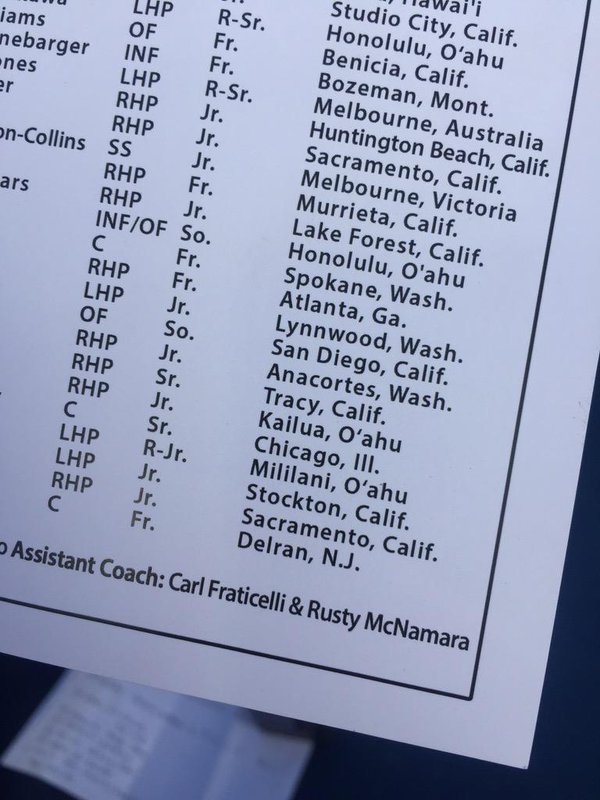 LHP R-Sr. Honolulu, O'ahu
Hawai'i
Studio City, Calif.
iams OF Fr. Benicia, Calif.
nebarger INF Fr. Bozeman, Mont.
ones LHP R-Sr. Melbourne, Australia
er RHP Jr. Huntington Beach, Calif.
RHP Jr. Sacramento, Calif.
on-Collins SS Jr. Melbourne, Victoria
RHP Fr. Murrieta, Calif.
ars RHP Jr. Lake Forest, Calif.
INF/OF So. Honolulu, O'ahu
C Fr. Spokane, Wash.
RHP Fr. Atlanta, Ga.
LHP Jr. Lynnwood, Wash.
OF So. San Diego, Calif.
RHP Jr. Anacortes, Wash.
RHP Sr. Tracy, Calif.
RHP Jr. Kailua, O'ahu
C Sr. Chicago, Ill.
LHP R-Jr. Mililani, O'ahu
LHP Jr. Stockton, Calif.
RHP Jr. Sacramento, Calif.
C Fr. Delran, N.J.
o Assistant Coach: Carl Fraticelli & Rusty McNamara